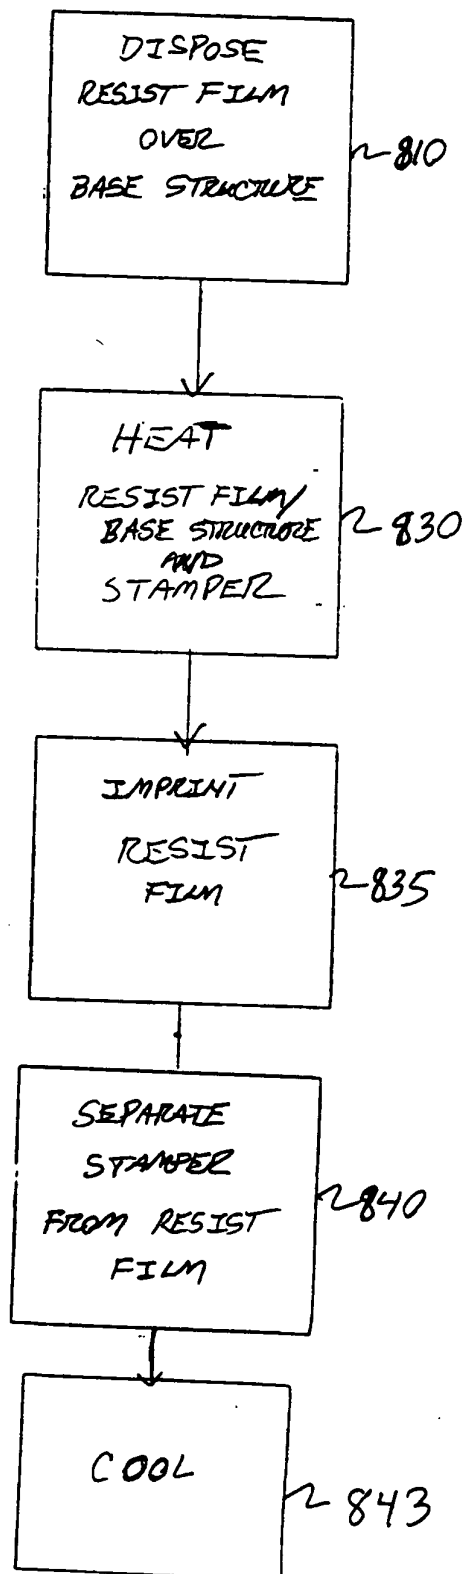 DISPOSE
RESIST FILM
OVER
BASE STRUCTURE
810
HEAT
RESIST FILM/
BASE STRUCTURE
AND
STAMPER
830
IMPRINT
RESIST
FILM
835
SEPARATE
STAMPER
FROM RESIST
FILM
840
COOL
843